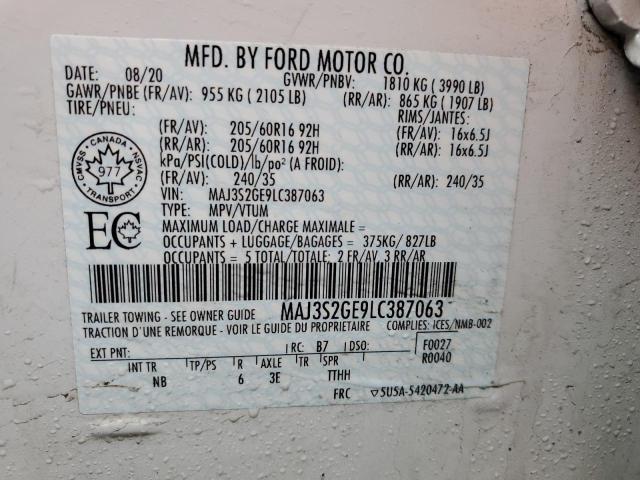 MFD. BY FORD MOTOR CO.
DATE: 08/20 GVWR/PNBV: 1810 KG ( 3990 LB)
GAWR/PNBE (FR/AV): 955 KG ( 2105 LB) (RR/AR): 865 KG ( 1907 LB)
TIRE/PNEU: RIMS/JANTES:
(FR/AV): 205/60R16 92H (FR/AV): 16x6.5J
(RR/AR): 205/60R16 92H (RR/AR): 16x6.5J
kPa/PSI(COLD)/lb/po² (A FROID):
(FR/AV): 240/35 (RR/AR): 240/35
VIN: MAJ3S2GE9LC387063
TYPE: MPV/VTUM
CMVSS • CANADA • NSVAC
977
TRANSPORT
EC
MAXIMUM LOAD/CHARGE MAXIMALE =
OCCUPANTS + LUGGAGE/BAGAGES = 375KG/ 827LB
OCCUPANTS = 5 TOTAL/TOTALE: 2 FR/AV, 3 RR/AR
TRAILER TOWING - SEE OWNER GUIDE MAJ3S2GE9LC387063
TRACTION D'UNE REMORQUE - VOIR LE GUIDE DU PROPRIETAIRE COMPLIES: ICES/NMB-002
EXT PNT: RC: B7 DSO: F0027
R0040
INT TR TP/PS R AXLE TR SPR
NB 6 3E TTHH
FRC 5U5A-5420472-AA